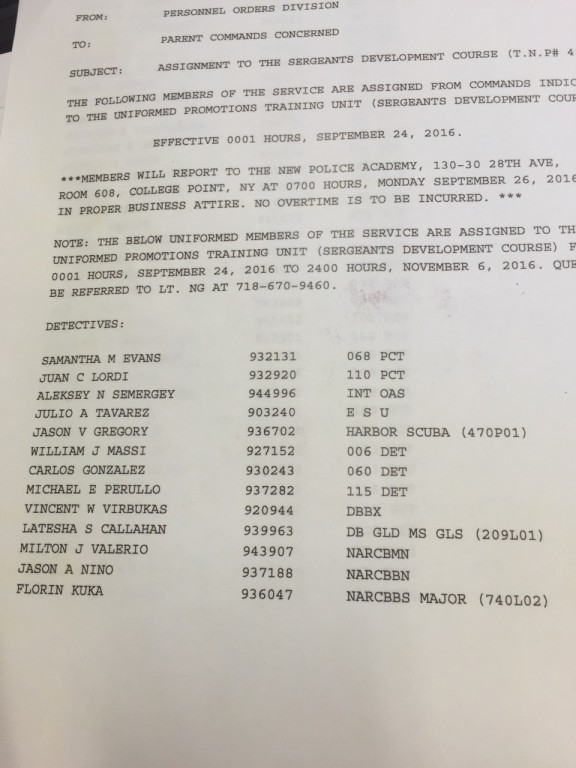 FROM: PERSONNEL ORDERS DIVISION
TO: PARENT COMMANDS CONCERNED
SUBJECT: ASSIGNMENT TO THE SERGEANTS DEVELOPMENT COURSE (T.N.P# 4
THE FOLLOWING MEMBERS OF THE SERVICE ARE ASSIGNED FROM COMMANDS INDIC
TO THE UNIFORMED PROMOTIONS TRAINING UNIT (SERGEANTS DEVELOPMENT COUR
EFFECTIVE 0001 HOURS, SEPTEMBER 24, 2016.
***MEMBERS WILL REPORT TO THE NEW POLICE ACADEMY, 130-30 28TH AVE,
ROOM 608, COLLEGE POINT, NY AT 0700 HOURS, MONDAY SEPTEMBER 26, 2016
IN PROPER BUSINESS ATTIRE. NO OVERTIME IS TO BE INCURRED. ***
NOTE: THE BELOW UNIFORMED MEMBERS OF THE SERVICE ARE ASSIGNED TO TH
UNIFORMED PROMOTIONS TRAINING UNIT (SERGEANTS DEVELOPMENT COURSE) F
0001 HOURS, SEPTEMBER 24, 2016 TO 2400 HOURS, NOVEMBER 6, 2016. QUE
BE REFERRED TO LT. NG AT 718-670-9460.
DETECTIVES:
SAMANTHA M EVANS 932131 068 PCT
JUAN C LORDI 932920 110 PCT
ALEKSEY N SEMERGEY 944996 INT OAS
JULIO A TAVAREZ 903240 E S U
JASON V GREGORY 936702 HARBOR SCUBA (470P01)
WILLIAM J MASSI 927152 006 DET
CARLOS GONZALEZ 930243 060 DET
MICHAEL E PERULLO 937282 115 DET
VINCENT W VIRBUKAS 920944 DBBX
LATESHA S CALLAHAN 939963 DB GLD MS GLS (209L01)
MILTON J VALERIO 943907 NARCBMN
JASON A NINO 937188 NARCBBN
FLORIN KUKA 936047 NARCBBS MAJOR (740L02)